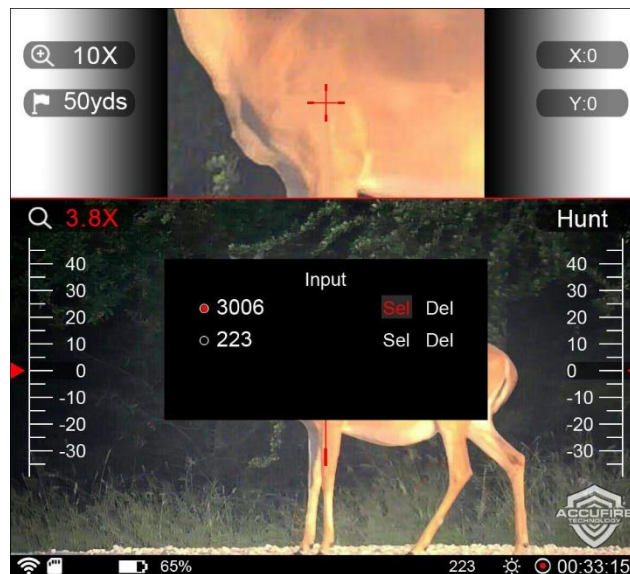 10X
X:0
50yds
Y:0
3.8X
Hunt
40
40
30
30
Input
3006 Sel Del
20
20
223 Sel Del
10
10
0
0
-10
-10
-20
-20
-30
-30
ACCUFIRE
TECHNOLOGY
65%
223
00:33:15